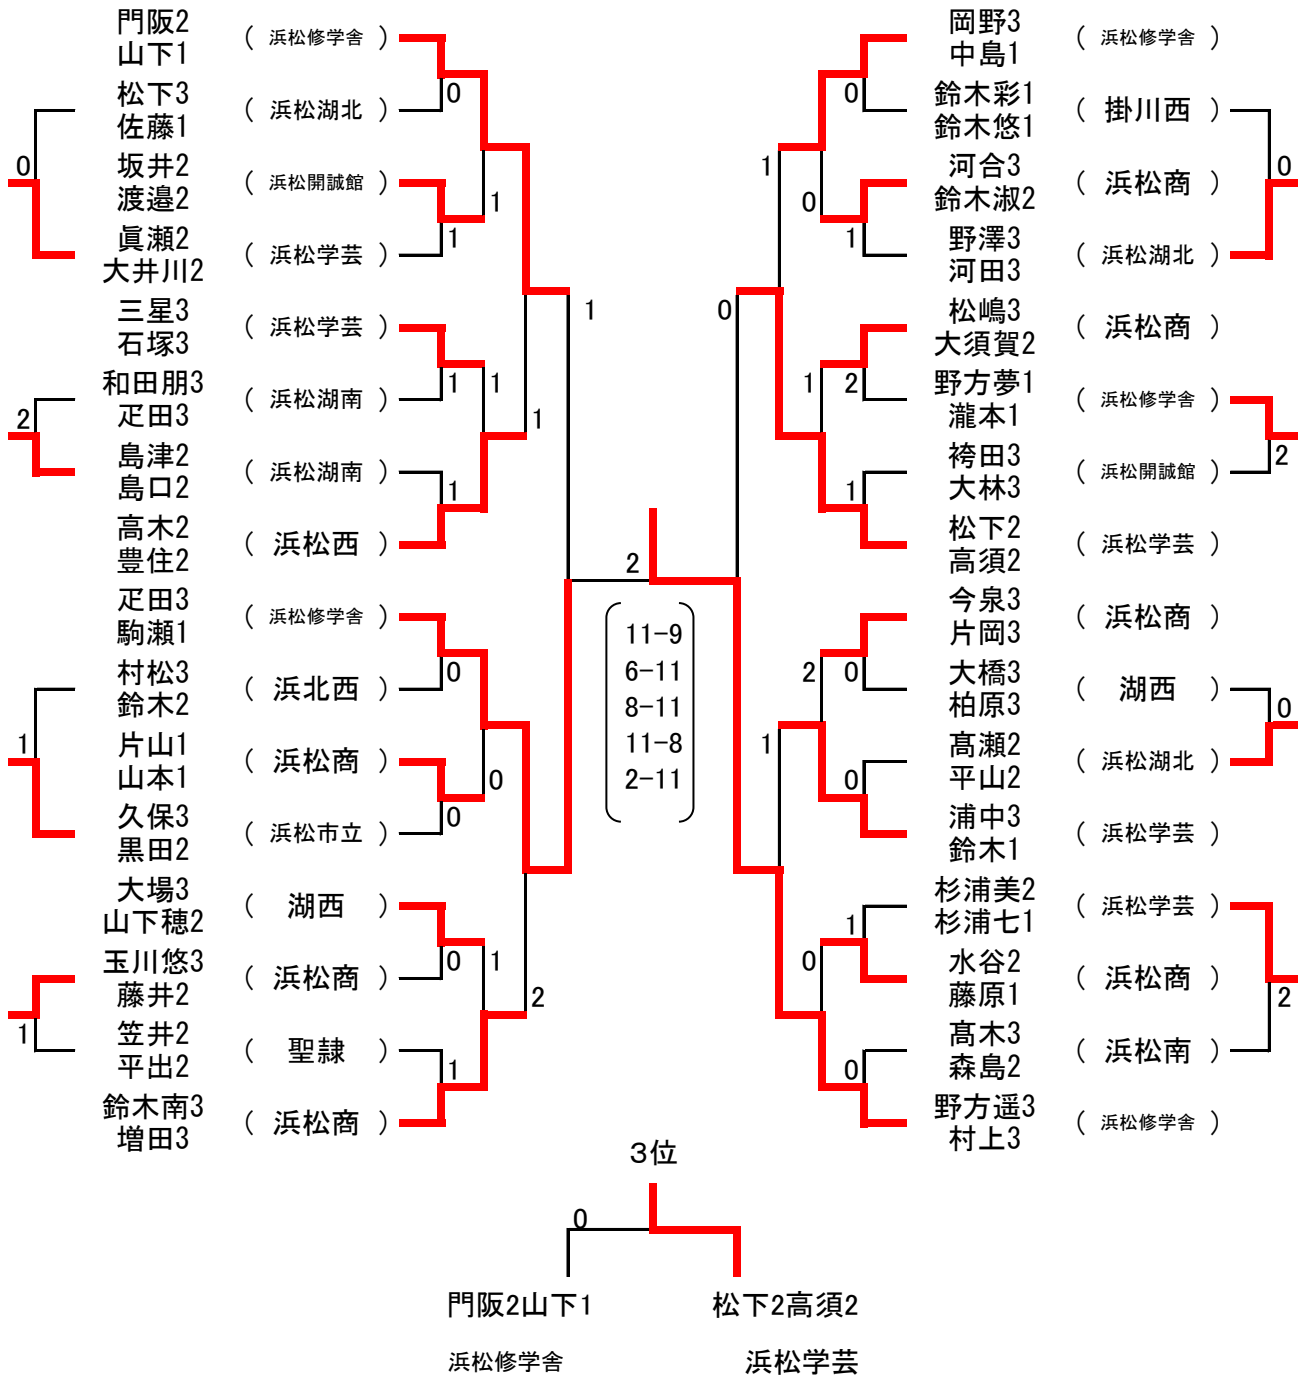 門阪2
山下1
( 浜松修学舎 )
0
松下3
佐藤1
( 浜松湖北 )
0
坂井2
渡邉2
( 浜松開誠館 )
1
1
眞瀬2
大井川2
( 浜松学芸 )
三星3
石塚3
( 浜松学芸 )
1
1
1
和田朋3
疋田3
( 浜松湖南 )
2
1
島津2
島口2
( 浜松湖南 )
1
高木2
豊住2
( 浜松西 )
疋田3
駒瀬1
( 浜松修学舎 )
0
村松3
鈴木2
( 浜北西 )
1
片山1
山本1
( 浜松商 )
0
0
久保3
黒田2
( 浜松市立 )
大場3
山下穂2
( 湖西 )
0
1
玉川悠3
藤井2
( 浜松商 )
1
2
笠井2
平出2
( 聖隷 )
1
鈴木南3
増田3
( 浜松商 )
2
11-9
6-11
8-11
11-8
2-11
岡野3
中島1
( 浜松修学舎 )
0
鈴木彩1
鈴木悠1
( 掛川西 )
1
0
河合3
鈴木淑2
( 浜松商 )
0
1
野澤3
河田3
( 浜松湖北 )
0
松嶋3
大須賀2
( 浜松商 )
1
2
野方夢1
瀧本1
( 浜松修学舎 )
2
袴田3
大林3
( 浜松開誠館 )
1
松下2
高須2
( 浜松学芸 )
今泉3
片岡3
( 浜松商 )
2
0
大橋3
柏原3
( 湖西 )
0
1
髙瀬2
平山2
( 浜松湖北 )
0
浦中3
鈴木1
( 浜松学芸 )
杉浦美2
杉浦七1
( 浜松学芸 )
1
0
水谷2
藤原1
( 浜松商 )
2
髙木3
森島2
( 浜松南 )
0
野方遥3
村上3
( 浜松修学舎 )
3位
0
門阪2山下1
松下2高須2
浜松修学舎
浜松学芸